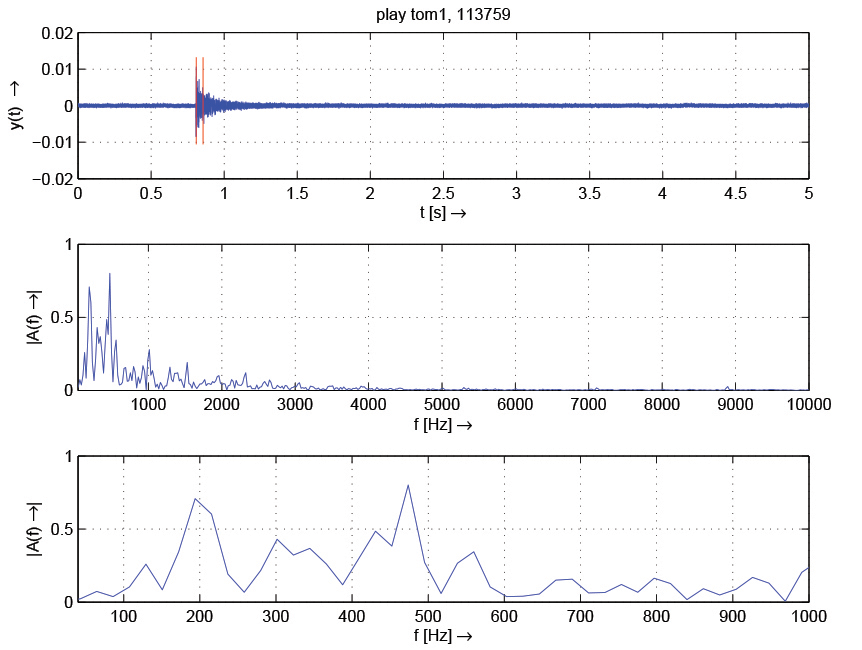 play tom1, 113759
0.02
0.01
0
−0.01
−0.02
y(t) →
0 0.5 1 1.5 2 2.5 3 3.5 4 4.5 5
t [s] →
1
0.5
0
|A(f) →|
1000 2000 3000 4000 5000 6000 7000 8000 9000 10000
f [Hz] →
1
0.5
0
|A(f) →|
100 200 300 400 500 600 700 800 900 1000
f [Hz] →